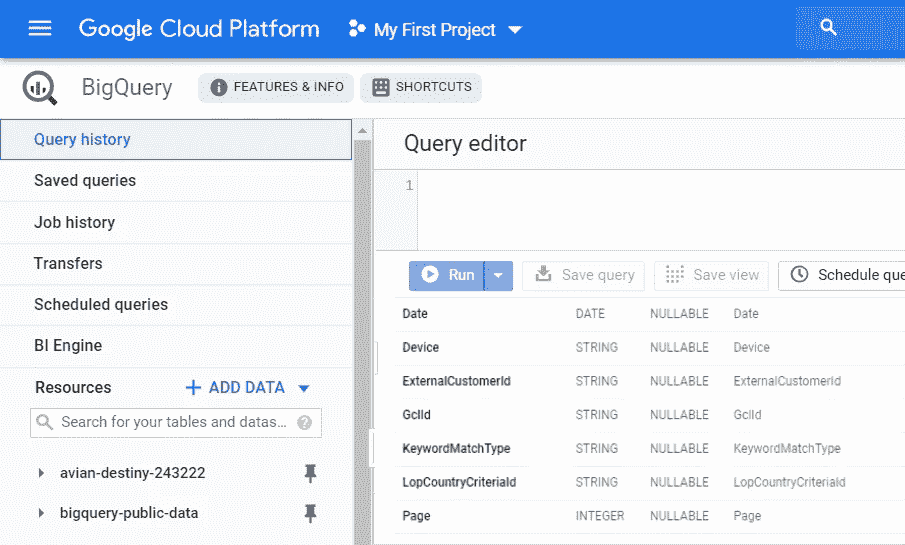 Google Cloud Platform My First Project
BigQuery FEATURES & INFO SHORTCUTS
Query history
Saved queries
Job history
Transfers
Scheduled queries
BI Engine
Resources ADD DATA
Search for your tables and datas...
avian-destiny-243222
bigquery-public-data
Query editor
1
Run Save query Save view Schedule que
Date DATE NULLABLE Date
Device STRING NULLABLE Device
ExternalCustomerId STRING NULLABLE ExternalCustomerId
GclId STRING NULLABLE GclId
KeywordMatchType STRING NULLABLE KeywordMatchType
LopCountryCriteriaId STRING NULLABLE LopCountryCriteriaId
Page INTEGER NULLABLE Page